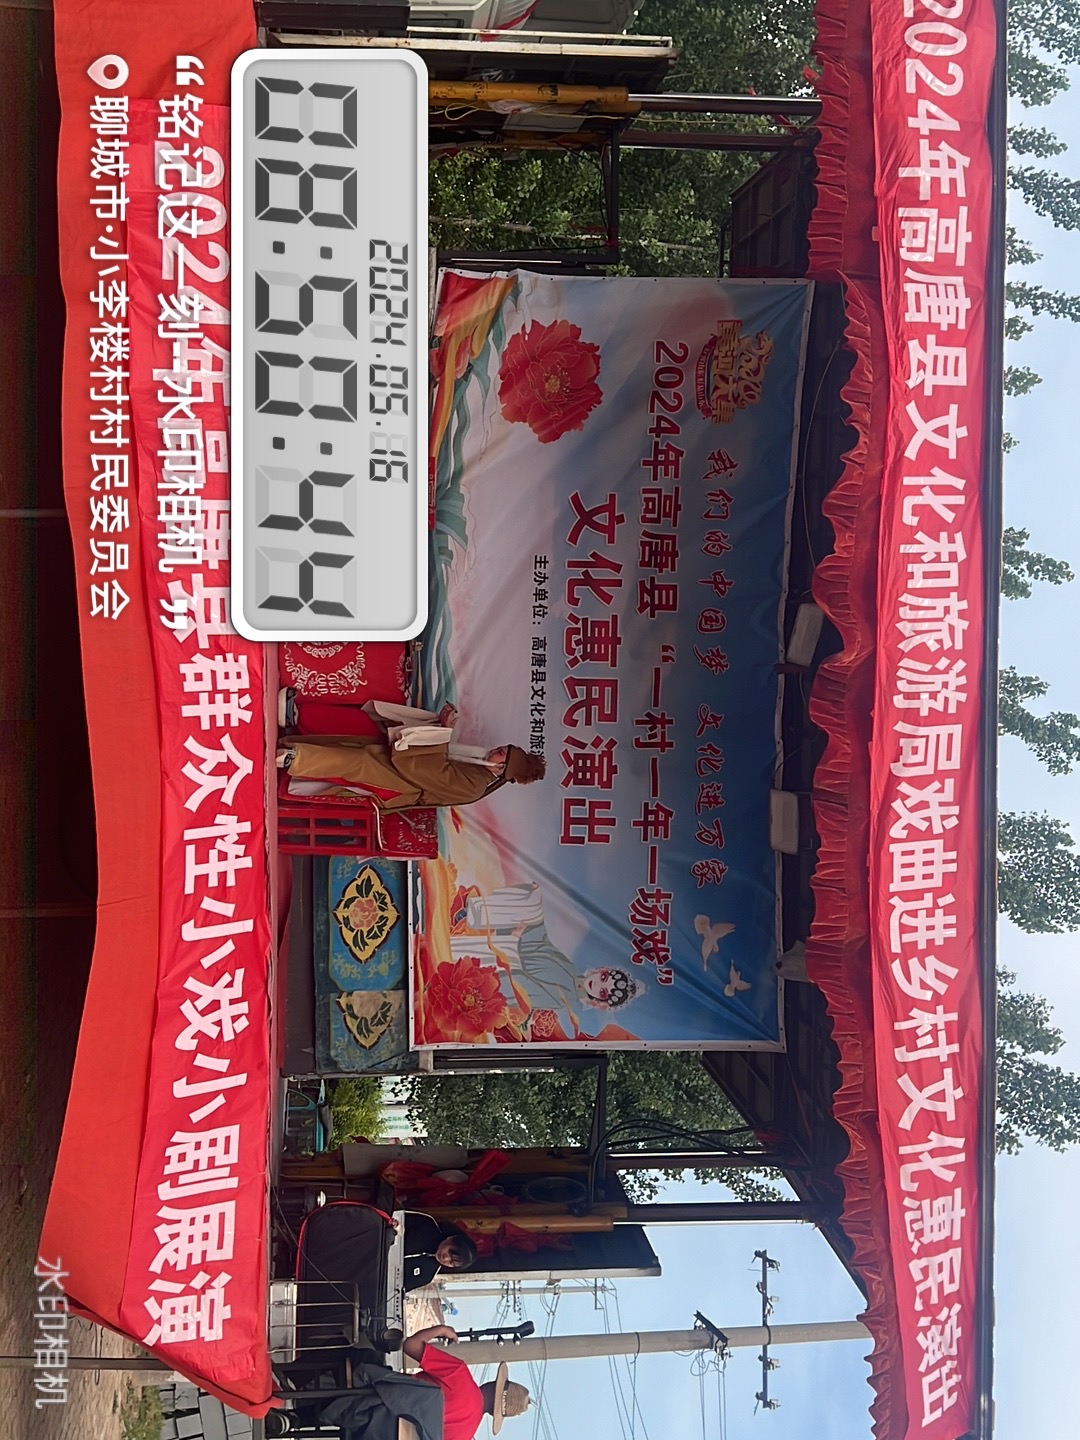 2024年高唐县文化和旅游局戏曲进乡村文化惠民演出
我们的中国梦 文化进万家
2024年高唐县“一村一年一场戏”
文化惠民演出
主办单位：高唐县文化和旅
2024.05.16
08:50:44
2024年高唐县群众性小戏小剧展演
“铭记这一刻-水印相机”
聊城市·小李楼村村民委员会
水印相机